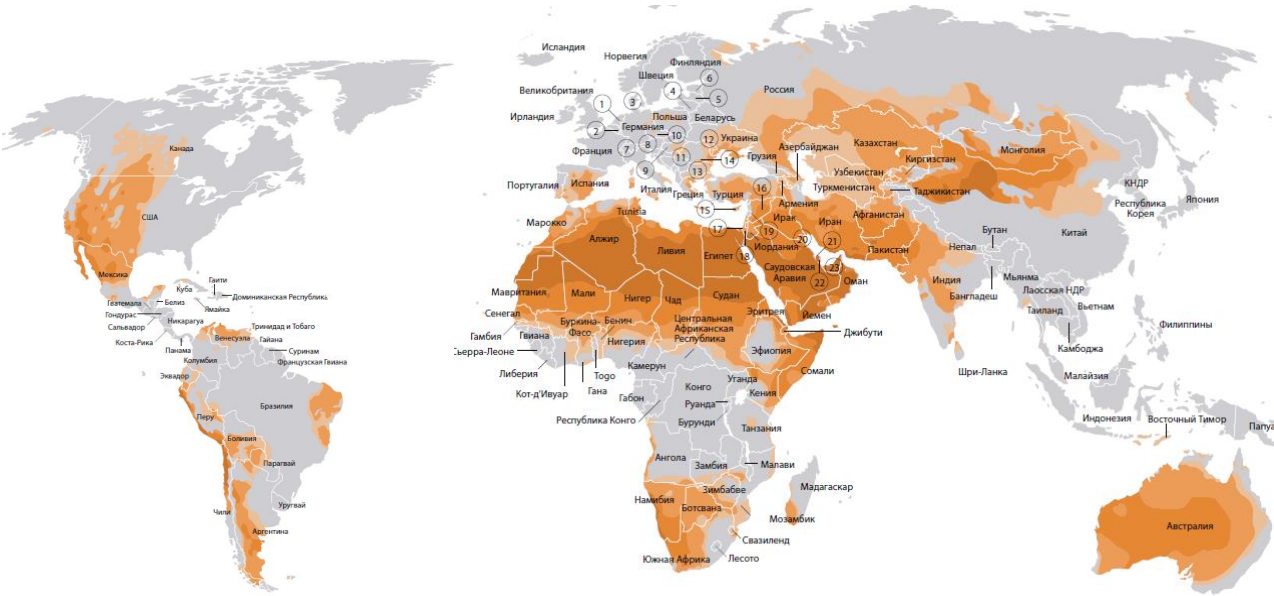 Канада
США
Мексика
Гватемала
Гондурас
Сальвадор
Коста-Рика
Панама
Никарагуа
Белиз
Куба
Гаити
Доминиканская Республика
Ямайка
Тринидад и Тобаго
Венесуэла
Гайана
Суринам
Французская Гвиана
Колумбия
Эквадор
Перу
Бразилия
Боливия
Парагвай
Чили
Уругвай
Аргентина
Исландия
Норвегия
Финляндия
Швеция
6
Великобритания
4
5
1
3
Россия
Ирландия
Польша
Беларусь
2
Германия
10
12
Украина
Франция
7
8
11
14
9
13
Грузия
Азербайджан
Казахстан
Киргизстан
Монголия
Узбекистан
Туркменистан
Таджикистан
КНДР
Республика
Корея
Япония
Португалия
Испания
Италия
Греция
Турция
16
15
Армения
Марокко
Tunisia
17
Ирак
Иран
Афганистан
Китай
Алжир
Ливия
Египет
18
19
Иордания
20
21
Пакистан
Непал
Бутан
Саудовская
Аравия
22
23
Оман
Индия
Бангладеш
Мьянма
Лаосская НДР
Вьетнам
Таиланд
Камбоджа
Филиппины
Мавритания
Мали
Нигер
Чад
Судан
Эритрея
Йемен
Джибути
Сенегал
Гамбия
Гвиана
Буркина-
Фасо
Бенин
Нигерия
Центральная
Африканская
Республика
Эфиопия
Сомали
Шри-Ланка
Малайзия
Сьерра-Леоне
Либерия
Кот-д'Ивуар
Гана
Togo
Камерун
Габон
Республика Конго
Конго
Уганда
Кения
Руанда
Бурунди
Танзания
Индонезия
Восточный Тимор
Ангола
Замбия
Малави
Зимбабве
Мадагаскар
Намибия
Ботсвана
Мозамбик
Свазиленд
Южная Африка
Лесото
Австралия